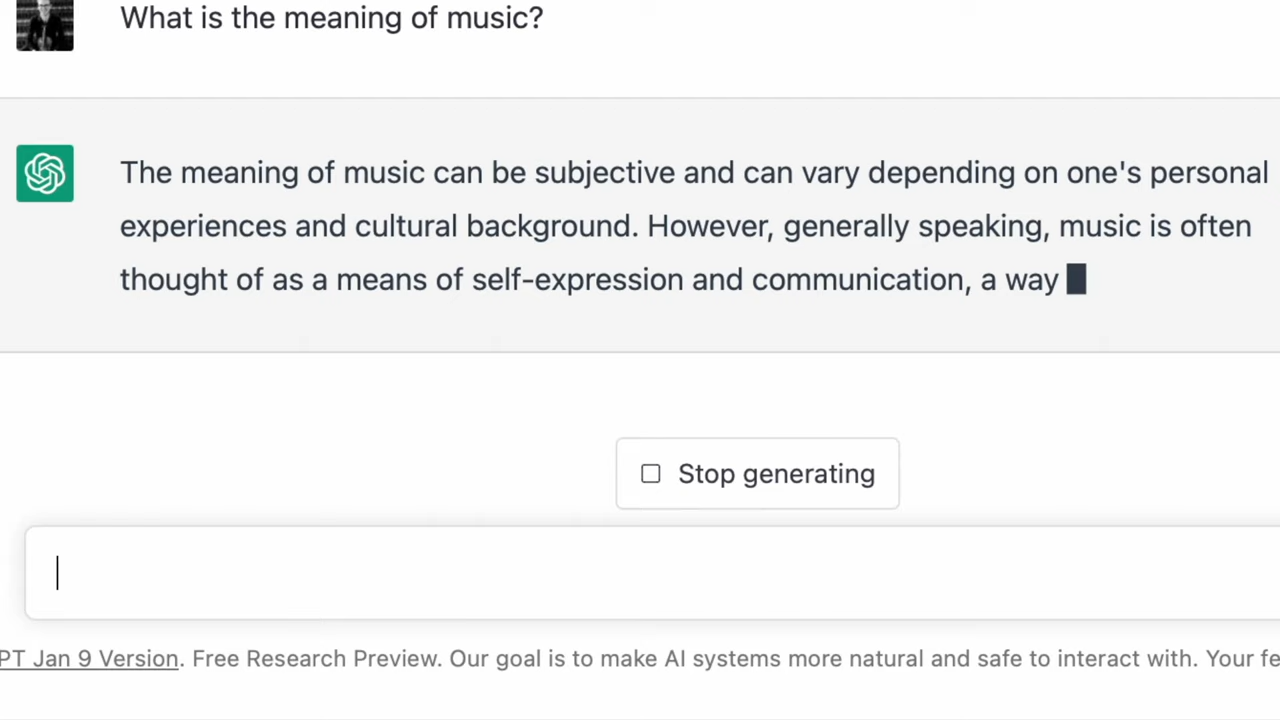 What is the meaning of music?
The meaning of music can be subjective and can vary depending on one's personal
experiences and cultural background. However, generally speaking, music is often
thought of as a means of self-expression and communication, a way
Stop generating
PT Jan 9 Version. Free Research Preview. Our goal is to make AI systems more natural and safe to interact with. Your fe